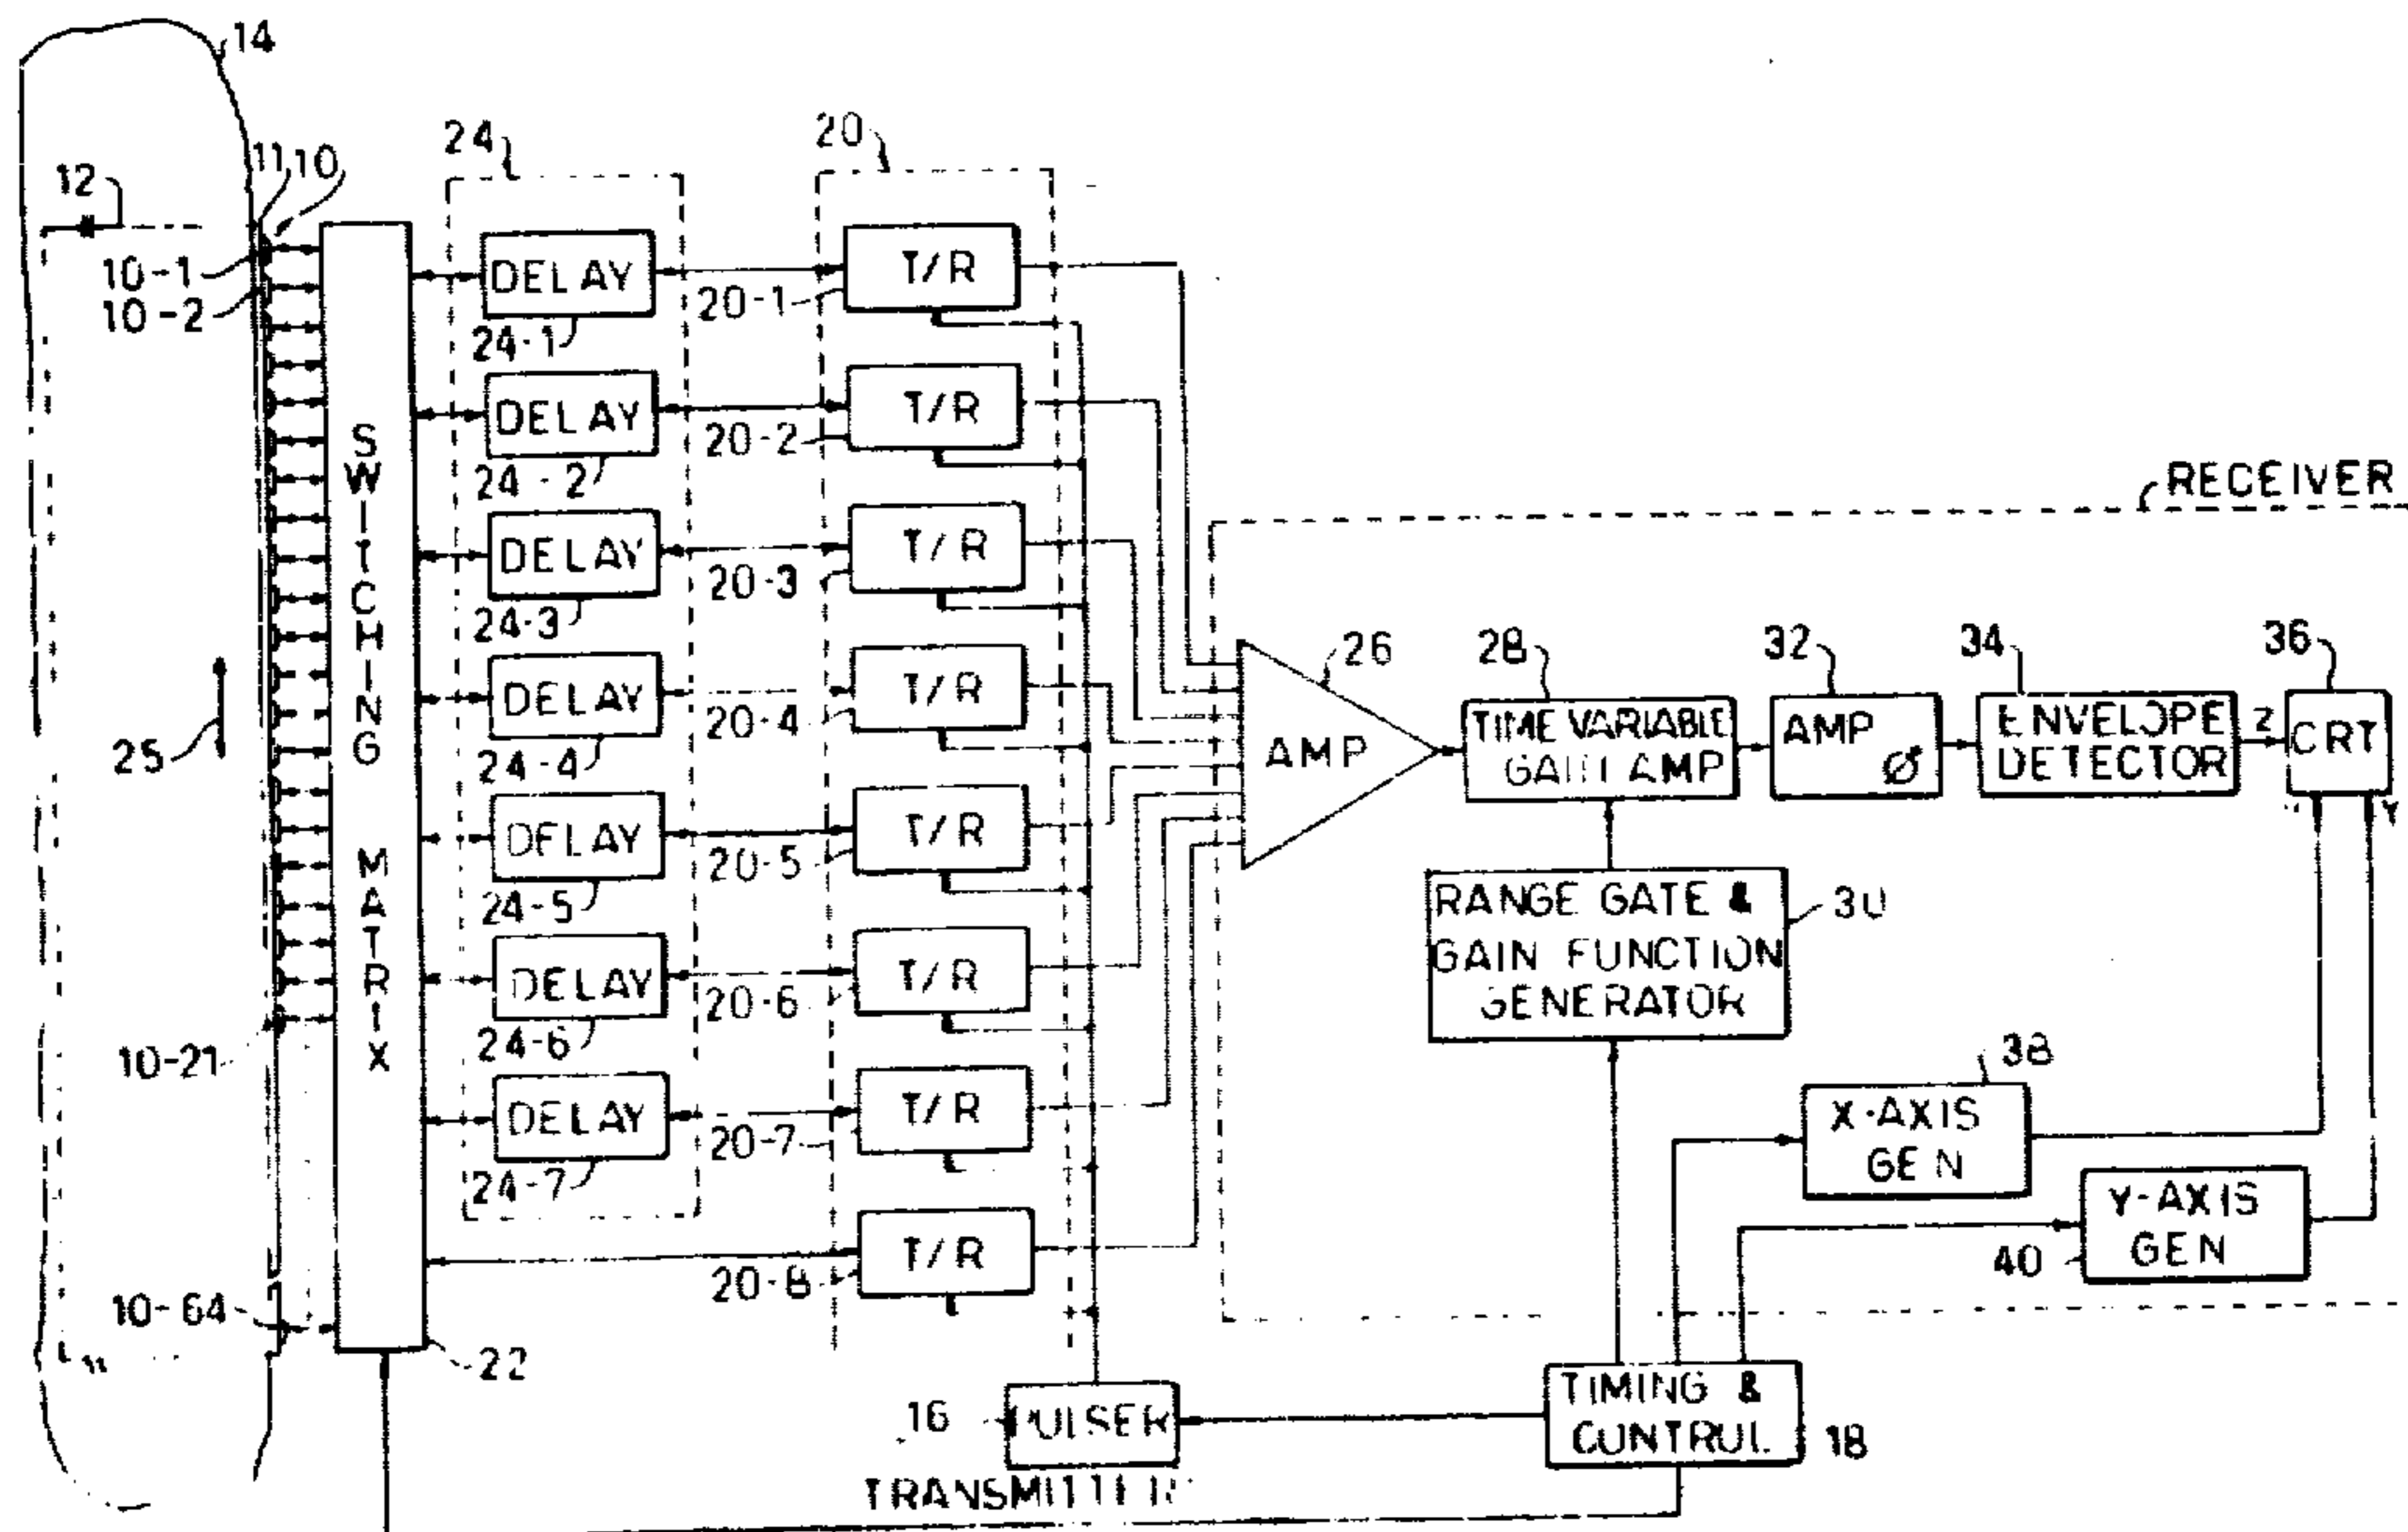 14
12
11 10
10-1
10-2
25
10-21
10-64
SWITCHING MATRIX
22
24
DELAY
24-1
DELAY
24-2
DELAY
24-3
DELAY
24-4
DELAY
24-5
DELAY
24-6
DELAY
24-7
20
T/R
20-1
T/R
20-2
T/R
20-3
T/R
20-4
T/R
20-5
T/R
20-6
T/R
20-7
T/R
20-8
RECEIVER
26
AMP
28
TIME VARIABLE
GAIN AMP
32
AMP
34
ENVELOPE
DETECTOR
Z
36
CRT
Y
RANGE GATE &
GAIN FUNCTION
GENERATOR
30
38
X-AXIS
GEN
Y-AXIS
GEN
40
16
PULSER
TRANSMITTER
TIMING &
CONTROL
18